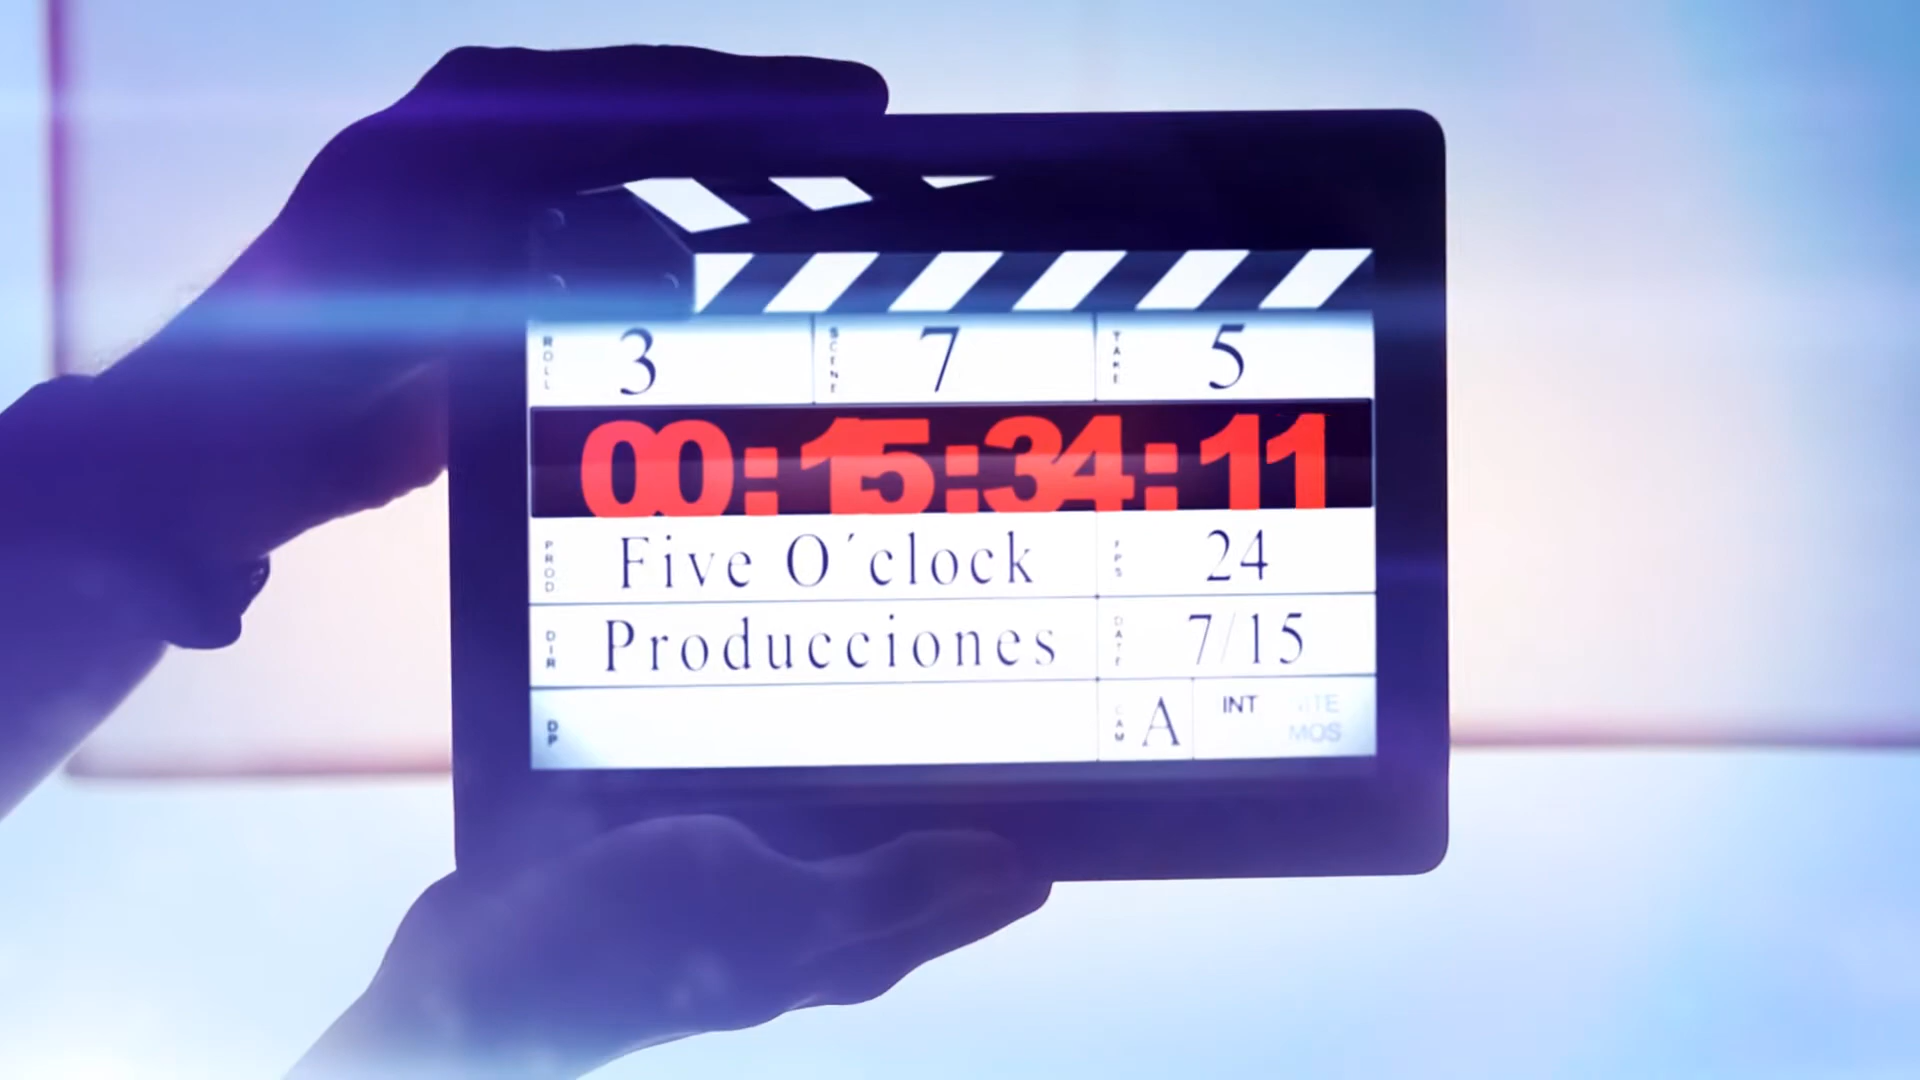 ROLL 3 SCENE 7 TAKE 5
00:15:34:11
PROD Five O´clock FPS 24
DIR Producciones DATE 7/15
DP CAM A INT NITE
MOS